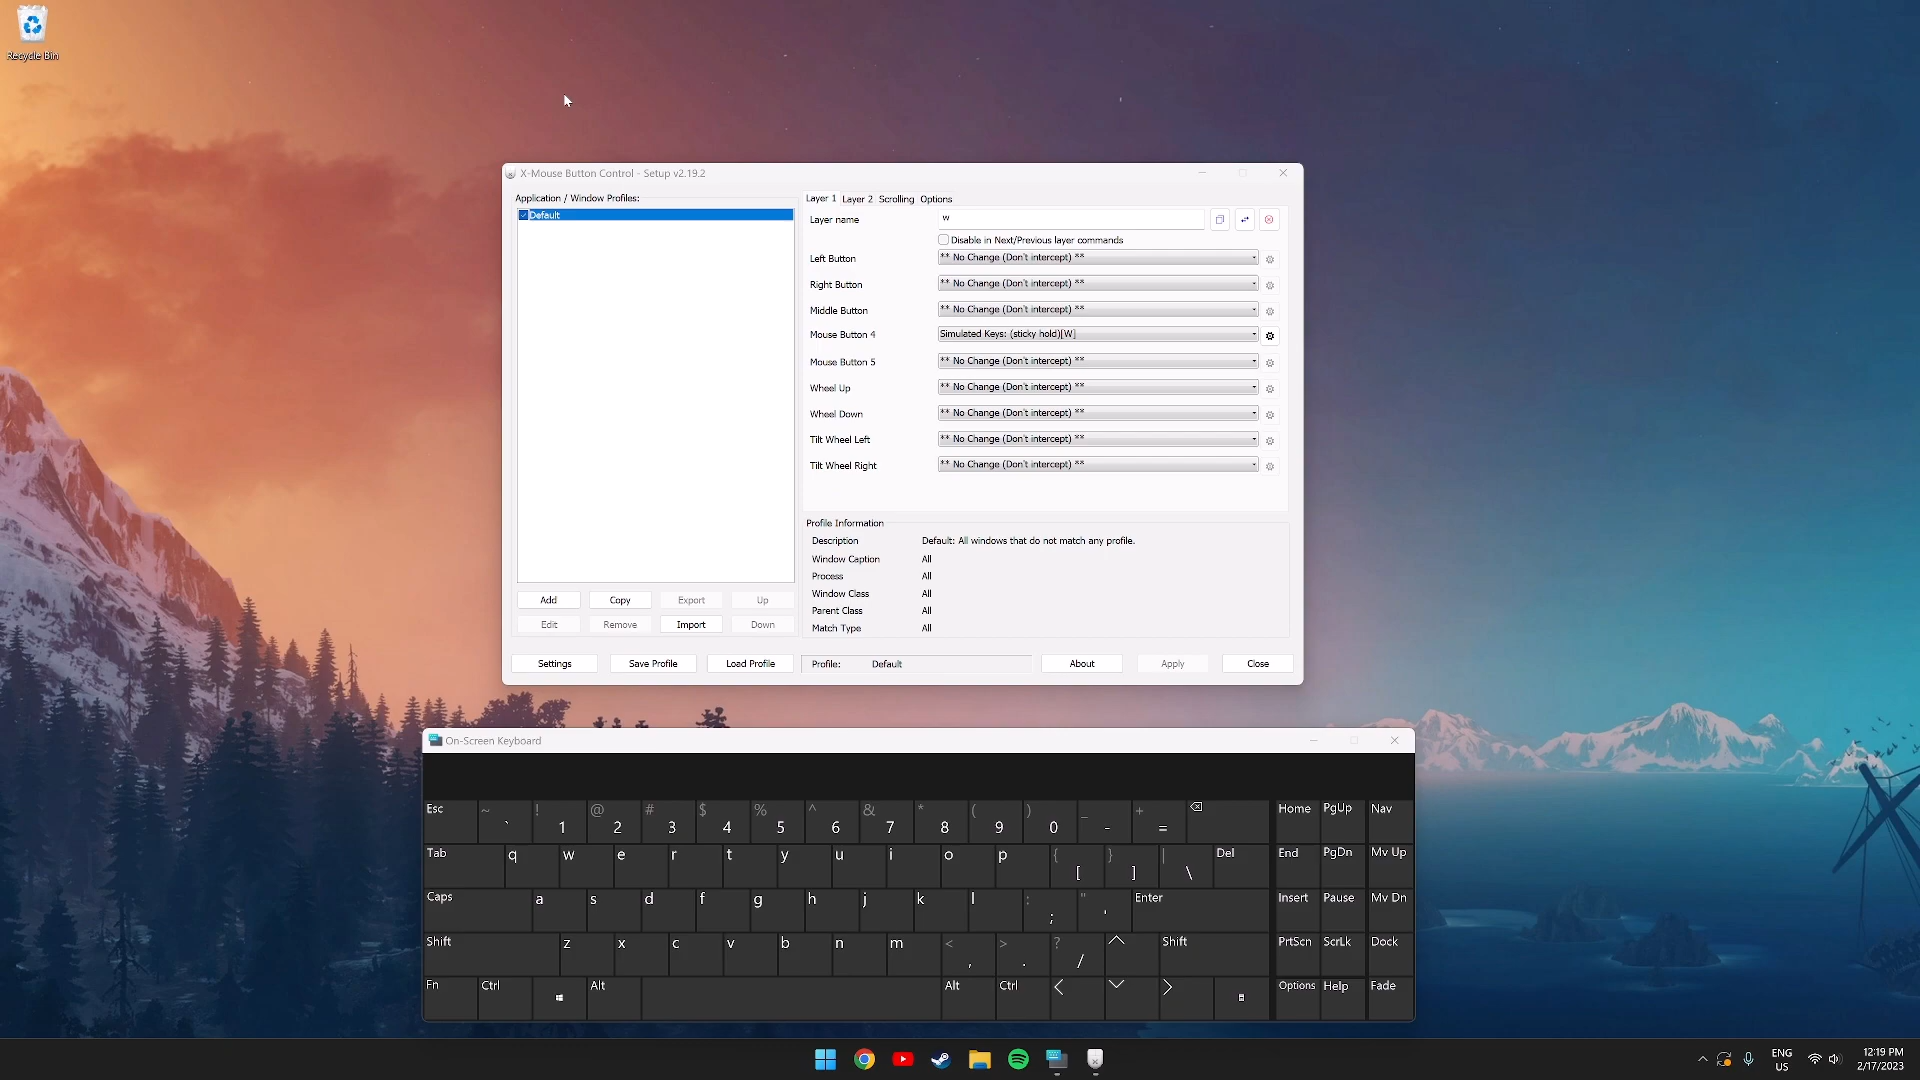 Recycle Bin
X-Mouse Button Control - Setup v2.19.2
Application / Window Profiles:
Default
Layer 1 Layer 2 Scrolling Options
Layer name w
Disable in Next/Previous layer commands
Left Button ** No Change (Don't intercept) **
Right Button ** No Change (Don't intercept) **
Middle Button ** No Change (Don't intercept) **
Mouse Button 4 Simulated Keys: (sticky hold)[W]
Mouse Button 5 ** No Change (Don't intercept) **
Wheel Up ** No Change (Don't intercept) **
Wheel Down ** No Change (Don't intercept) **
Tilt Wheel Left ** No Change (Don't intercept) **
Tilt Wheel Right ** No Change (Don't intercept) **
Profile Information
Description Default: All windows that do not match any profile.
Window Caption All
Process All
Window Class All
Parent Class All
Match Type All
Add Copy Export Up
Edit Remove Import Down
Settings Save Profile Load Profile Profile: Default About Apply Close
On-Screen Keyboard
Esc ~ ` ! 1 @ 2 # 3 $ 4 % 5 ^ 6 & 7 * 8 ( 9 ) 0 _ - + = Home PgUp Nav
Tab q w e r t y u i o p { [ } ] | \ Del End PgDn Mv Up
Caps a s d f g h j k l : ; " ' Enter Insert Pause Mv Dn
Shift z x c v b n m < , > . ? / Shift PrtScn ScrLk Dock
Fn Ctrl Alt Alt Ctrl Options Help Fade
ENG
US
12:19 PM
2/17/2023